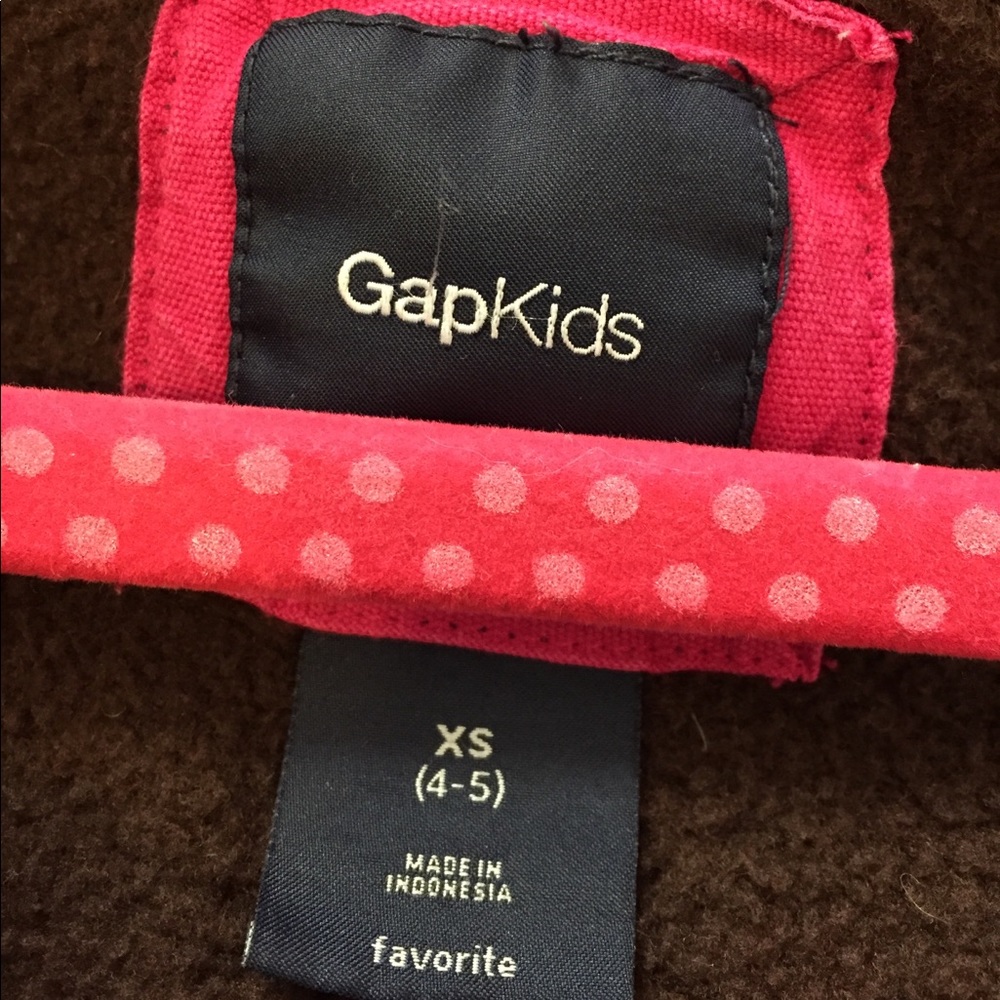 GapKids
XS
(4-5)
MADE IN
INDONESIA
favorite